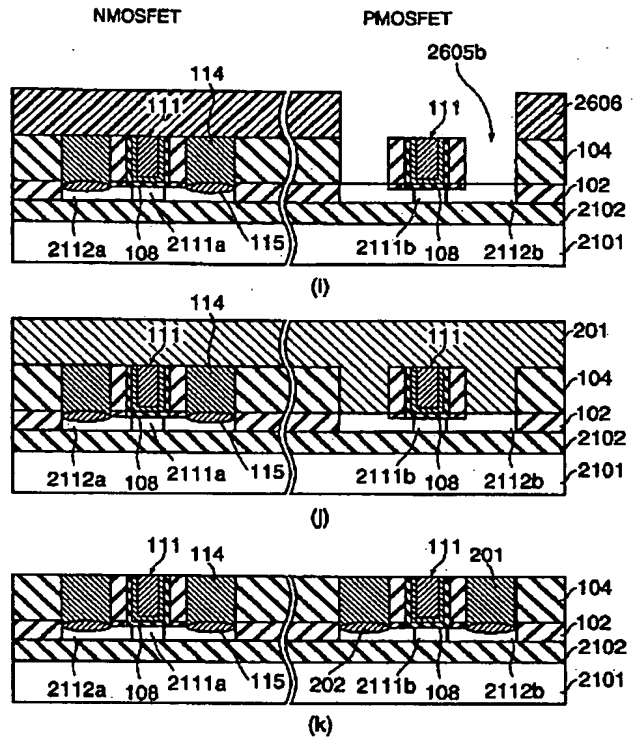 NMOSFET PMOSFET
114 2605b
111 111 2606
104
102
2102
2112a 2111a 115 2111b 2112b 2101
108 108
(i)
114
111 111 201
104
102
2102
2112a 2111a 115 2111b 2112b 2101
108 108
(j)
111 114 111 201
104
102
2102
2112a 2111a 115 202 2111b 108 2112b 2101
108
(k)